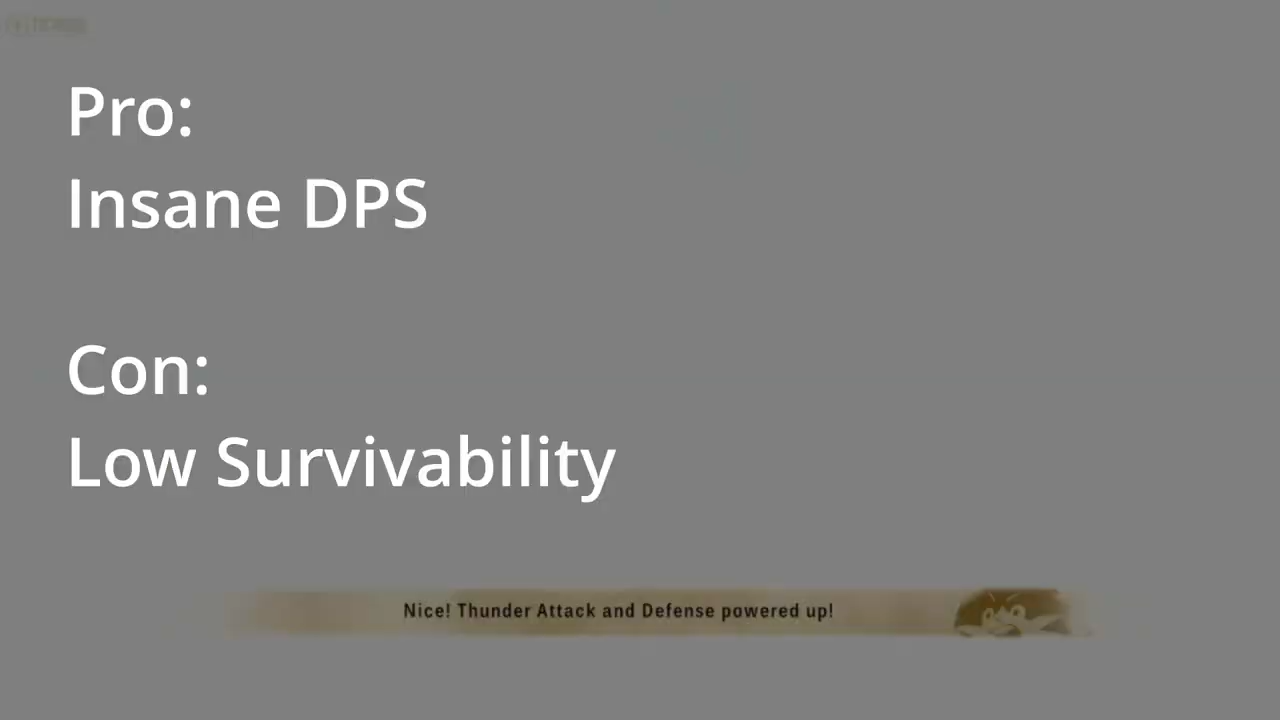 Pro:
Insane DPS
Con:
Low Survivability
Nice! Thunder Attack and Defense powered up!